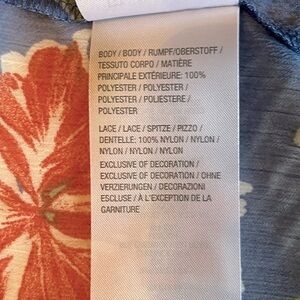 BODY / BODY / RUMPF/OBERSTOFF /
TESSUTO CORPO / MATIÈRE
PRINCIPALE EXTÉRIEURE: 100%
POLYESTER / POLYESTER /
POLYESTER / POLIESTERE /
POLYESTER
LACE / LACE / SPITZE / PIZZO /
DENTELLE: 100% NYLON / NYLON /
NYLON / NYLON / NYLON
EXCLUSIVE OF DECORATION /
EXCLUSIVE OF DECORATION / OHNE
VERZIERUNGEN / DECORAZIONI
ESCLUSE / À L'EXCEPTION DE LA
GARNITURE